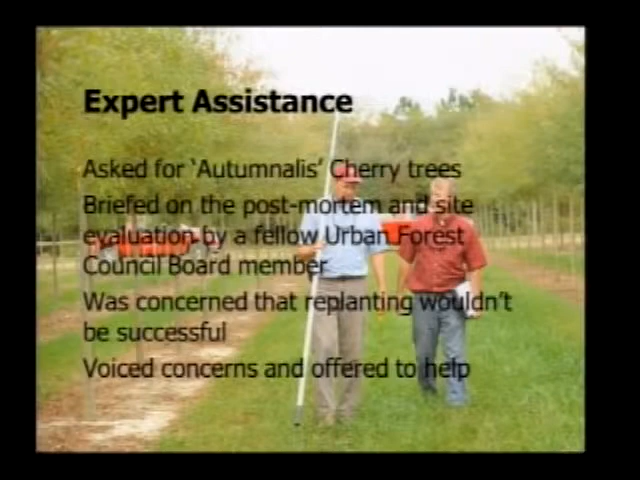 Expert Assistance
Asked for ‘Autumnalis’ Cherry trees
Briefed on the post-mortem and site
evaluation by a fellow Urban Forest
Council Board member
Was concerned that replanting wouldn’t
be successful
Voiced concerns and offered to help